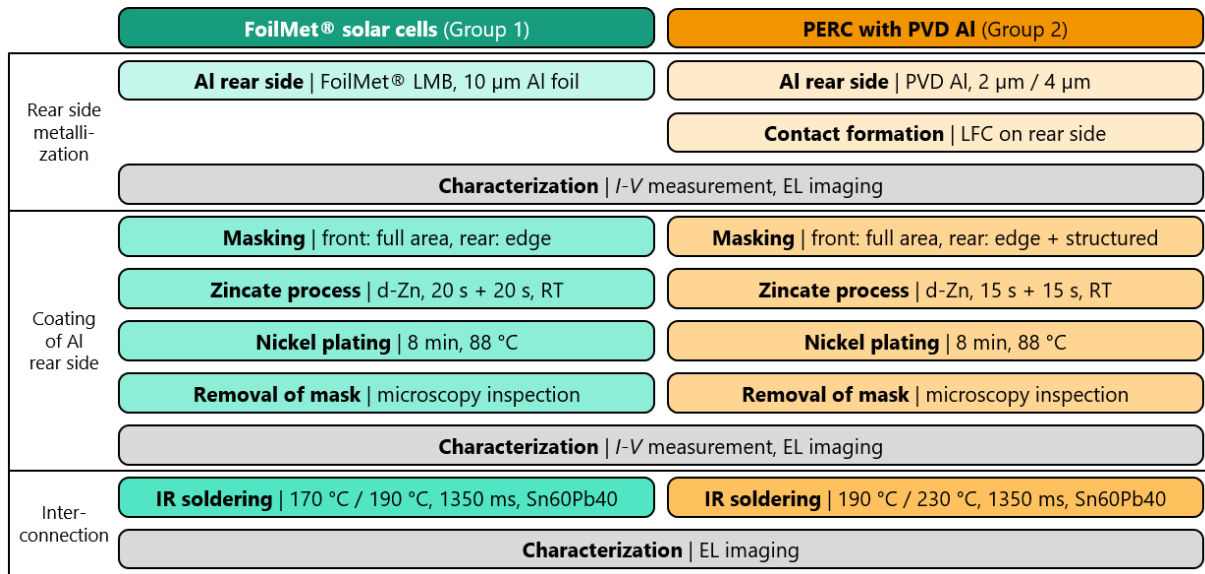 FoilMet® solar cells (Group 1)
PERC with PVD Al (Group 2)
Rear side
metalli-
zation
Al rear side | FoilMet® LMB, 10 µm Al foil
Al rear side | PVD Al, 2 µm / 4 µm
Contact formation | LFC on rear side
Characterization | I-V measurement, EL imaging
Coating
of Al
rear side
Masking | front: full area, rear: edge
Masking | front: full area, rear: edge + structured
Zincate process | d-Zn, 20 s + 20 s, RT
Zincate process | d-Zn, 15 s + 15 s, RT
Nickel plating | 8 min, 88 °C
Nickel plating | 8 min, 88 °C
Removal of mask | microscopy inspection
Removal of mask | microscopy inspection
Characterization | I-V measurement, EL imaging
Inter-
connection
IR soldering | 170 °C / 190 °C, 1350 ms, Sn60Pb40
IR soldering | 190 °C / 230 °C, 1350 ms, Sn60Pb40
Characterization | EL imaging